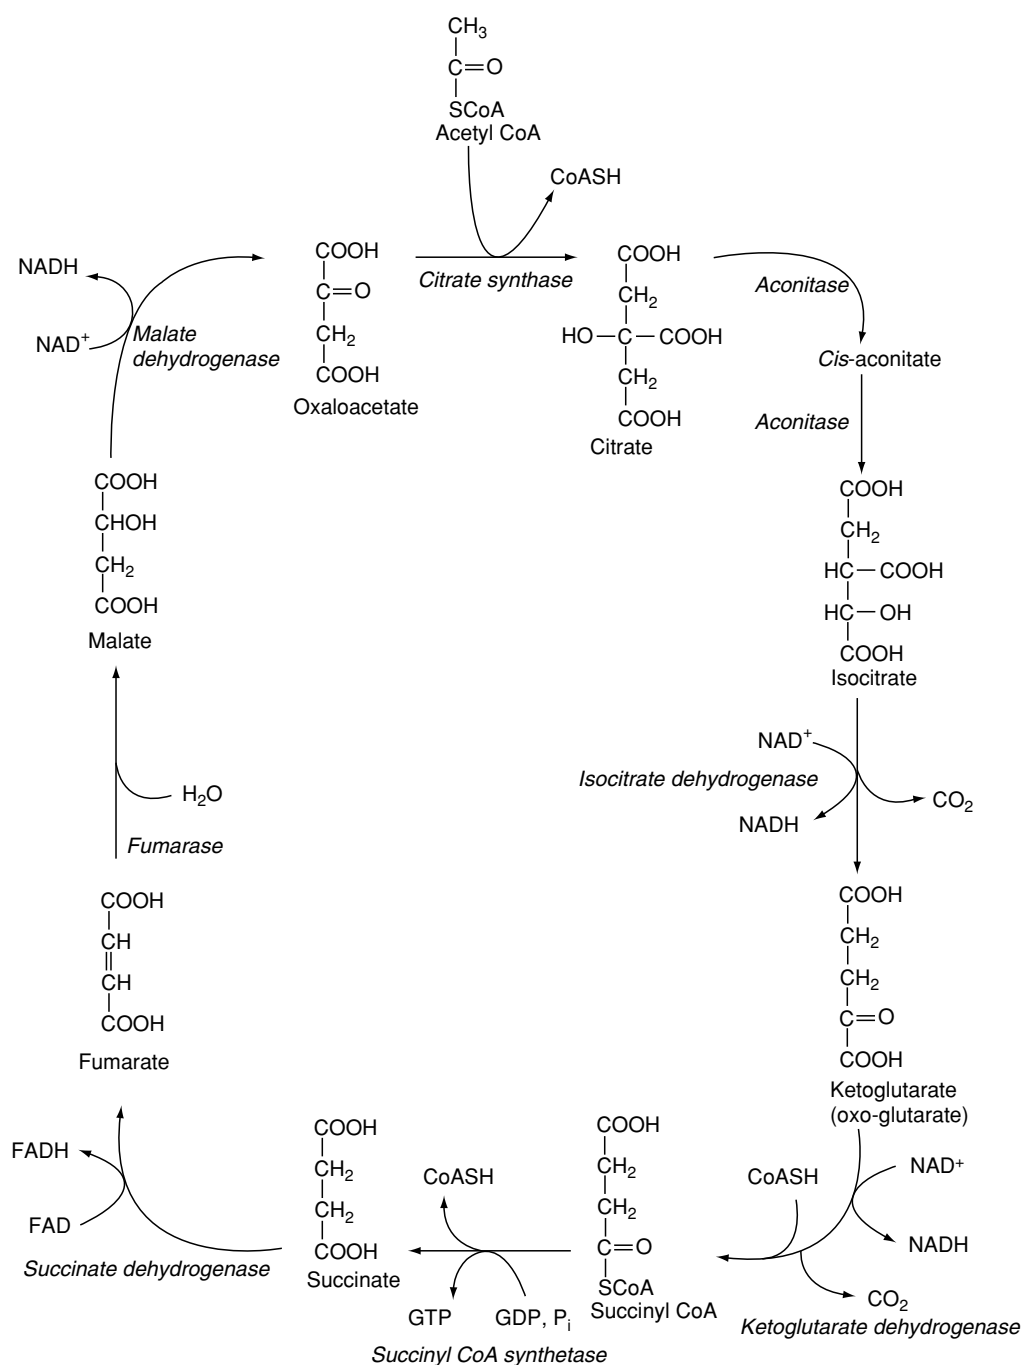 CH₃
C=O
SCoA
Acetyl CoA
CoASH
Citrate synthase
COOH
C=O
CH₂
COOH
Oxaloacetate
COOH
CH₂
HO–C–COOH
CH₂
COOH
Citrate
Aconitase
Cis-aconitate
Aconitase
COOH
CH₂
HC–COOH
HC–OH
COOH
Isocitrate
NAD⁺
Isocitrate dehydrogenase
NADH
CO₂
COOH
CH₂
CH₂
C=O
COOH
Ketoglutarate
(oxo-glutarate)
NAD⁺
CoASH
NADH
CO₂
Ketoglutarate dehydrogenase
COOH
CH₂
CH₂
C=O
SCoA
Succinyl CoA
CoASH
GTP
GDP, Pᵢ
Succinyl CoA synthetase
COOH
CH₂
CH₂
COOH
Succinate
FADH
FAD
Succinate dehydrogenase
COOH
CH
CH
COOH
Fumarate
H₂O
Fumarase
COOH
CHOH
CH₂
COOH
Malate
NADH
NAD⁺
Malate
dehydrogenase